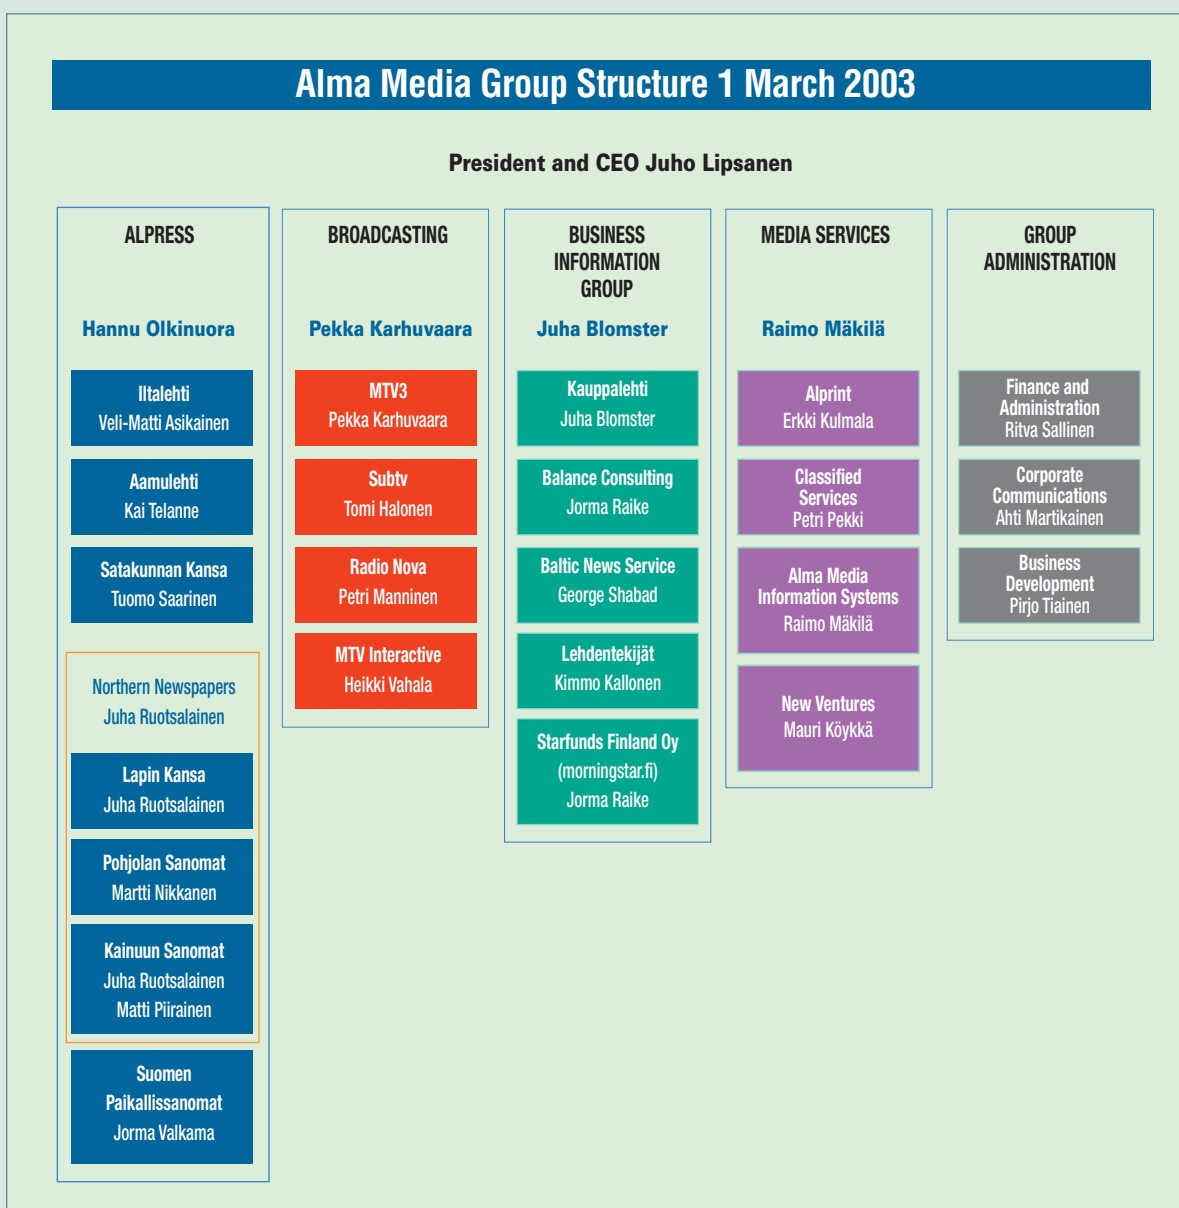 Alma Media Group Structure 1 March 2003
President and CEO Juho Lipsanen
ALPRESS
Hannu Olkinuora
Iltalehti
Veli-Matti Asikainen
Aamulehti
Kai Telanne
Satakunnan Kansa
Tuomo Saarinen
Northern Newspapers
Juha Ruotsalainen
Lapin Kansa
Juha Ruotsalainen
Pohjolan Sanomat
Martti Nikkanen
Kainuun Sanomat
Juha Ruotsalainen
Matti Piirainen
Suomen
Paikallissanomat
Jorma Valkama
BROADCASTING
Pekka Karhuvaara
MTV3
Pekka Karhuvaara
Subtv
Tomi Halonen
Radio Nova
Petri Manninen
MTV Interactive
Heikki Vahala
BUSINESS
INFORMATION
GROUP
Juha Blomster
Kauppalehti
Juha Blomster
Balance Consulting
Jorma Raike
Baltic News Service
George Shabad
Lehdentekijät
Kimmo Kallonen
Starfunds Finland Oy
(morningstar.fi)
Jorma Raike
MEDIA SERVICES
Raimo Mäkilä
Alprint
Erkki Kulmala
Classified
Services
Petri Pekki
Alma Media
Information Systems
Raimo Mäkilä
New Ventures
Mauri Köykkä
GROUP
ADMINISTRATION
Finance and
Administration
Ritva Sallinen
Corporate
Communications
Ahti Martikainen
Business
Development
Pirjo Tiainen